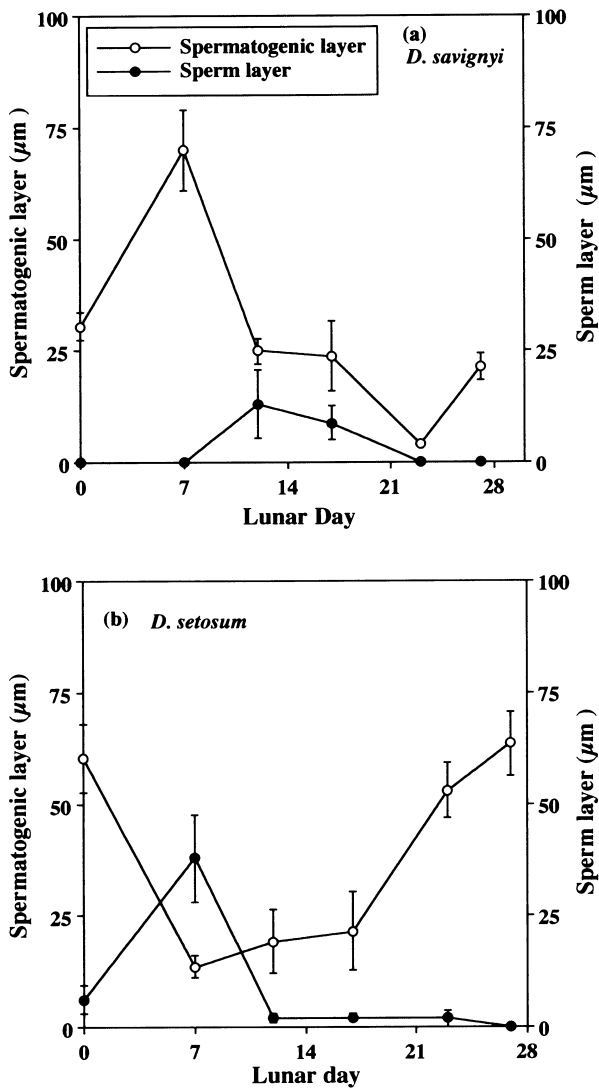 100
75
50
25
0
Spermatogenic layer (µm )
Spermatogenic layer
Sperm layer
(a)
D. savignyi
100
75
50
25
0
Sperm layer (µm )
0 7 14 21 28
Lunar Day
100
75
50
25
0
Spermatogenic layer (µm)
(b) D. setosum
100
75
50
25
0
Sperm layer (µm )
0 7 14 21 28
Lunar day